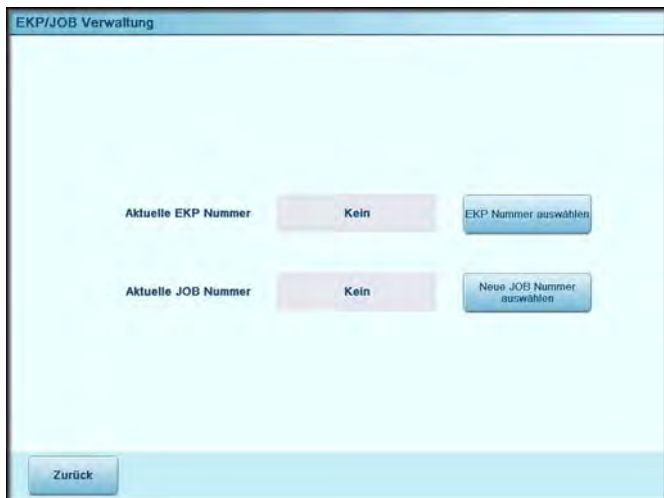 EKP/JOB Verwaltung
Aktuelle EKP Nummer Kein EKP Nummer auswählen
Aktuelle JOB Nummer Kein Neue JOB Nummer
auswählen
Zurück